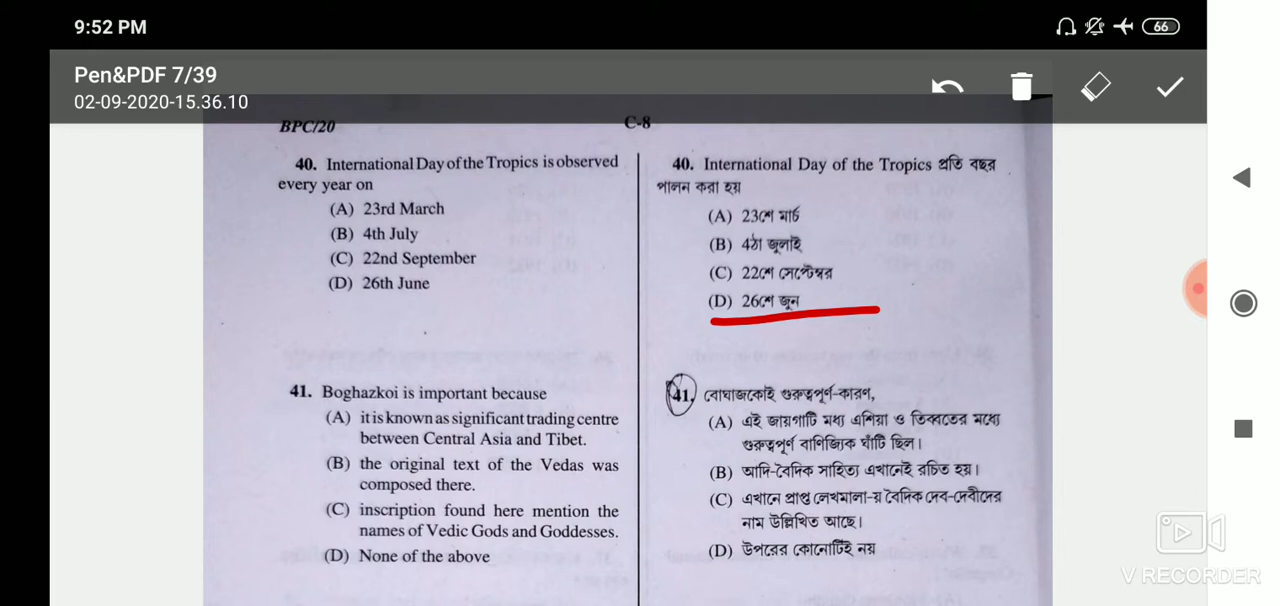 9:52 PM
66
Pen&PDF 7/39
02-09-2020-15.36.10
BPC/20
C-8
40. International Day of the Tropics is observed
every year on
(A) 23rd March
(B) 4th July
(C) 22nd September
(D) 26th June
41. Boghazkoi is important because
(A) it is known as significant trading centre
between Central Asia and Tibet.
(B) the original text of the Vedas was
composed there.
(C) inscription found here mention the
names of Vedic Gods and Goddesses.
(D) None of the above
40. International Day of the Tropics প্রতি বছর
পালন করা হয়
(A) 23শে মার্চ
(B) 4ঠা জুলাই
(C) 22শে সেপ্টেম্বর
(D) 26শে জুন
41. বোঘাজকোই গুরুত্বপূর্ণ-কারণ,
(A) এই জায়গাটি মধ্য এশিয়া ও তিব্বতের মধ্যে
গুরুত্বপূর্ণ বাণিজ্যিক ঘাঁটি ছিল।
(B) আদি-বৈদিক সাহিত্য এখানেই রচিত হয়।
(C) এখানে প্রাপ্ত লেখমালা-য় বৈদিক দেব-দেবীদের
নাম উল্লিখিত আছে।
(D) উপরের কোনোটিই নয়
V RECORDER